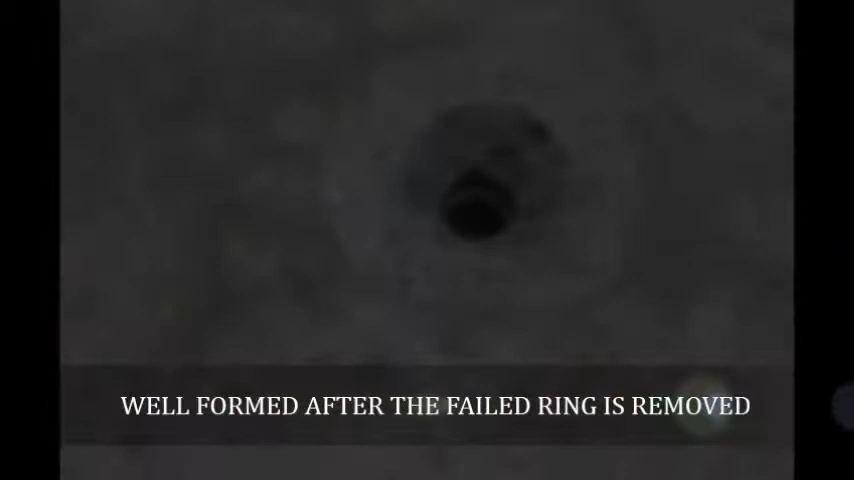 WELL FORMED AFTER THE FAILED RING IS REMOVED